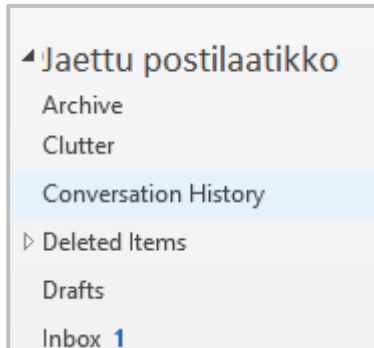 Jaettu postilaatikko
Archive
Clutter
Conversation History
Deleted Items
Drafts
Inbox 1